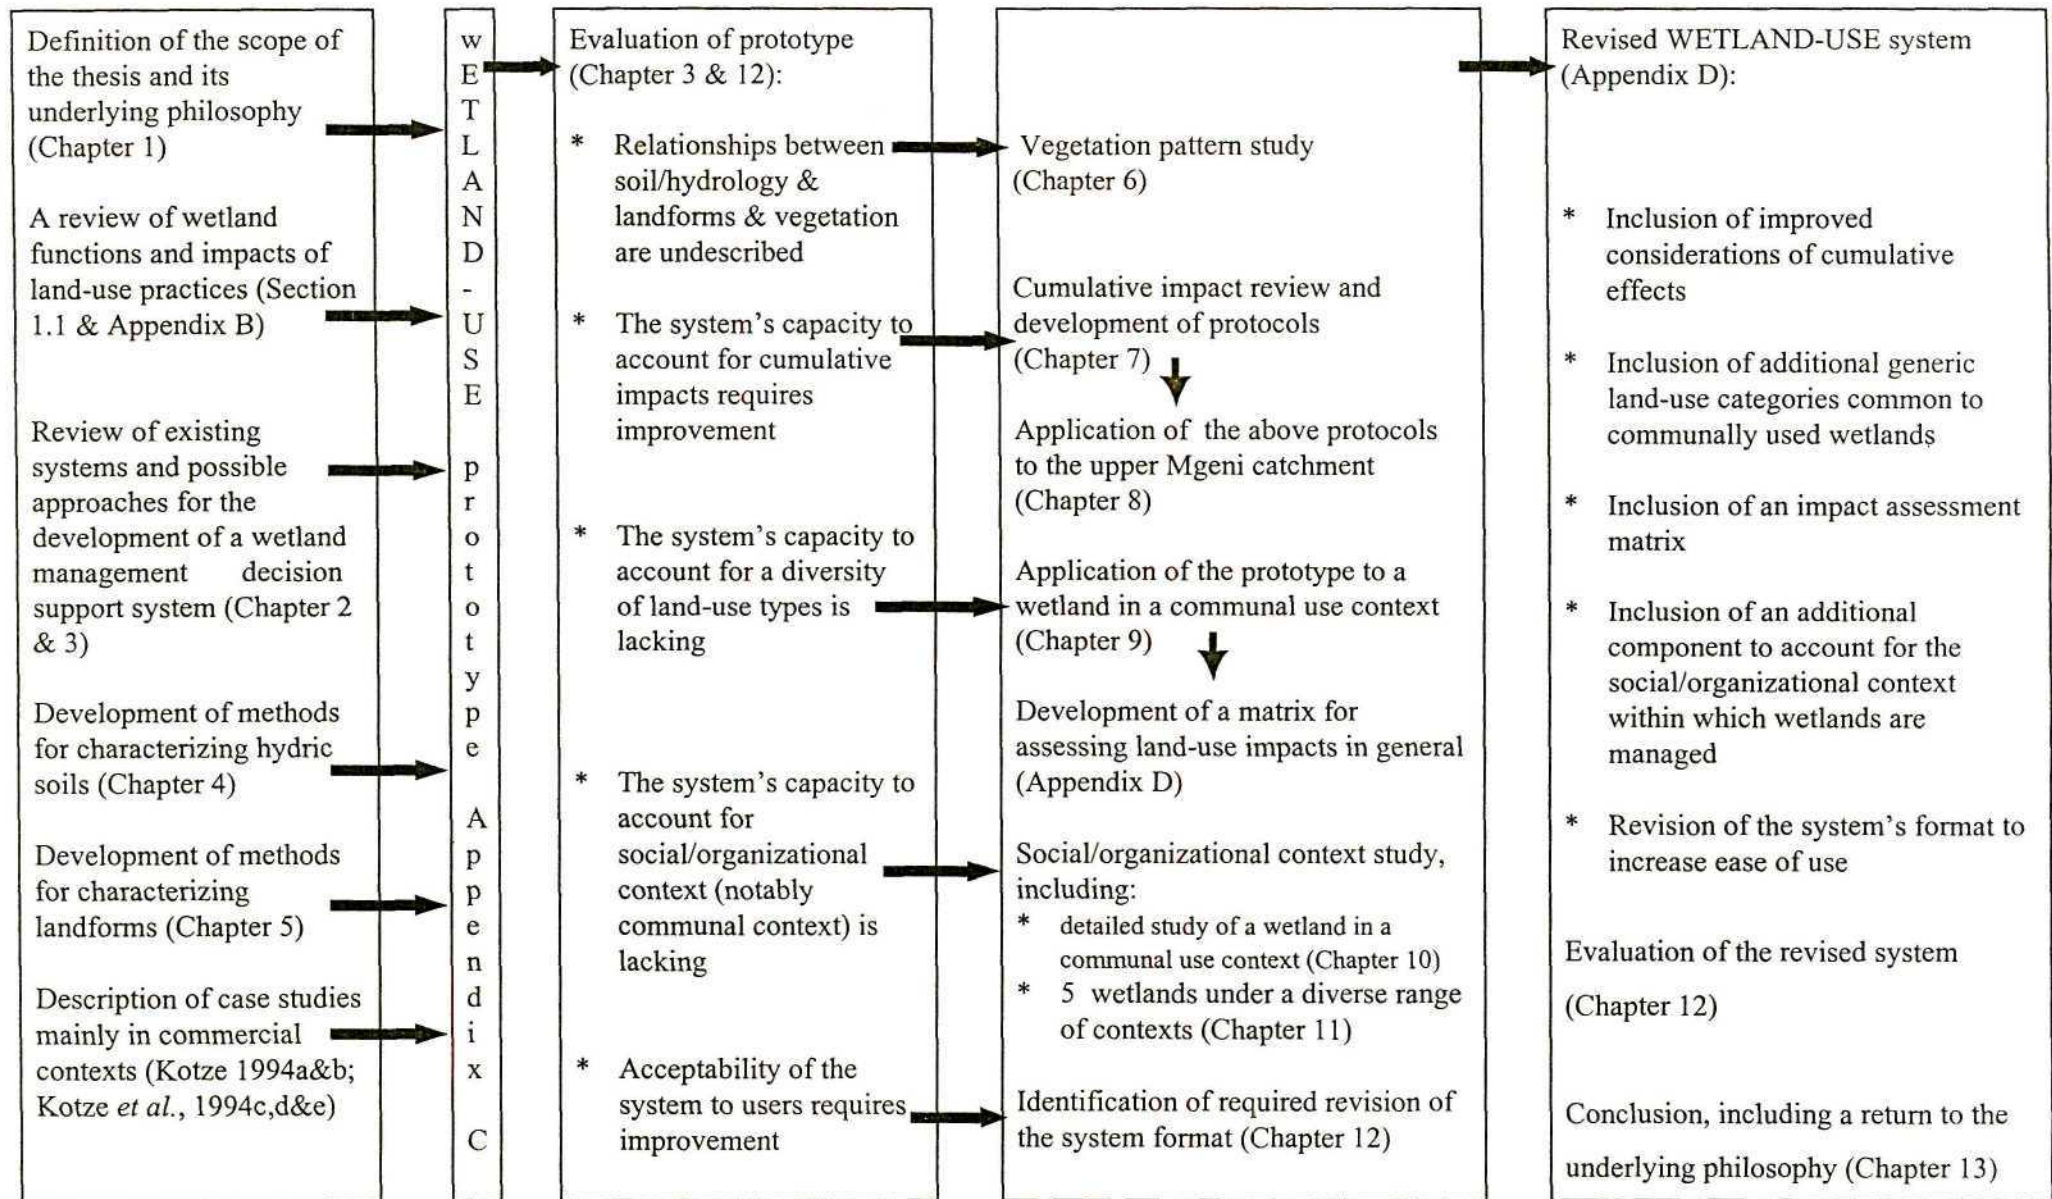 Definition of the scope of
the thesis and its
underlying philosophy
(Chapter 1)
A review of wetland
functions and impacts of
land-use practices (Section
1.1 & Appendix B)
Review of existing
systems and possible
approaches for the
development of a wetland
management decision
support system (Chapter 2
& 3)
Development of methods
for characterizing hydric
soils (Chapter 4)
Development of methods
for characterizing
landforms (Chapter 5)
Description of case studies
mainly in commercial
contexts (Kotze 1994a&b;
Kotze et al., 1994c,d&e)
WETLAND-USE prototype Appendix C
Evaluation of prototype
(Chapter 3 & 12):
* Relationships between
soil/hydrology &
landforms & vegetation
are undescribed
* The system's capacity to
account for cumulative
impacts requires
improvement
* The system's capacity to
account for a diversity
of land-use types is
lacking
* The system's capacity to
account for
social/organizational
context (notably
communal context) is
lacking
* Acceptability of the
system to users requires
improvement
Vegetation pattern study
(Chapter 6)
Cumulative impact review and
development of protocols
(Chapter 7)
Application of the above protocols
to the upper Mgeni catchment
(Chapter 8)
Application of the prototype to a
wetland in a communal use context
(Chapter 9)
Development of a matrix for
assessing land-use impacts in general
(Appendix D)
Social/organizational context study,
including:
* detailed study of a wetland in a
communal use context (Chapter 10)
* 5 wetlands under a diverse range
of contexts (Chapter 11)
Identification of required revision of
the system format (Chapter 12)
Revised WETLAND-USE system
(Appendix D):
* Inclusion of improved
considerations of cumulative
effects
* Inclusion of additional generic
land-use categories common to
communally used wetlands
* Inclusion of an impact assessment
matrix
* Inclusion of an additional
component to account for the
social/organizational context
within which wetlands are
managed
* Revision of the system's format to
increase ease of use
Evaluation of the revised system
(Chapter 12)
Conclusion, including a return to the
underlying philosophy (Chapter 13)